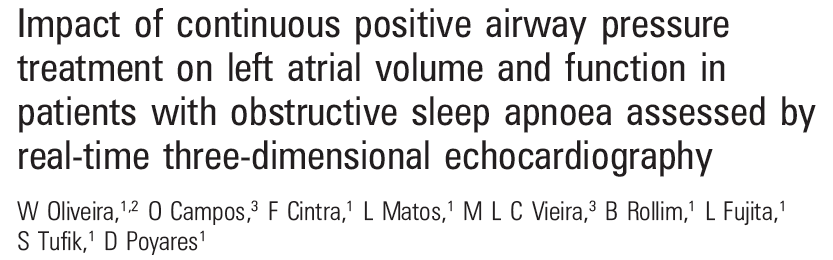 Impact of continuous positive airway pressure
treatment on left atrial volume and function in
patients with obstructive sleep apnoea assessed by
real-time three-dimensional echocardiography
W Oliveira,1,2 O Campos,3 F Cintra,1 L Matos,1 M L C Vieira,3 B Rollim,1 L Fujita,1
S Tufik,1 D Poyares1